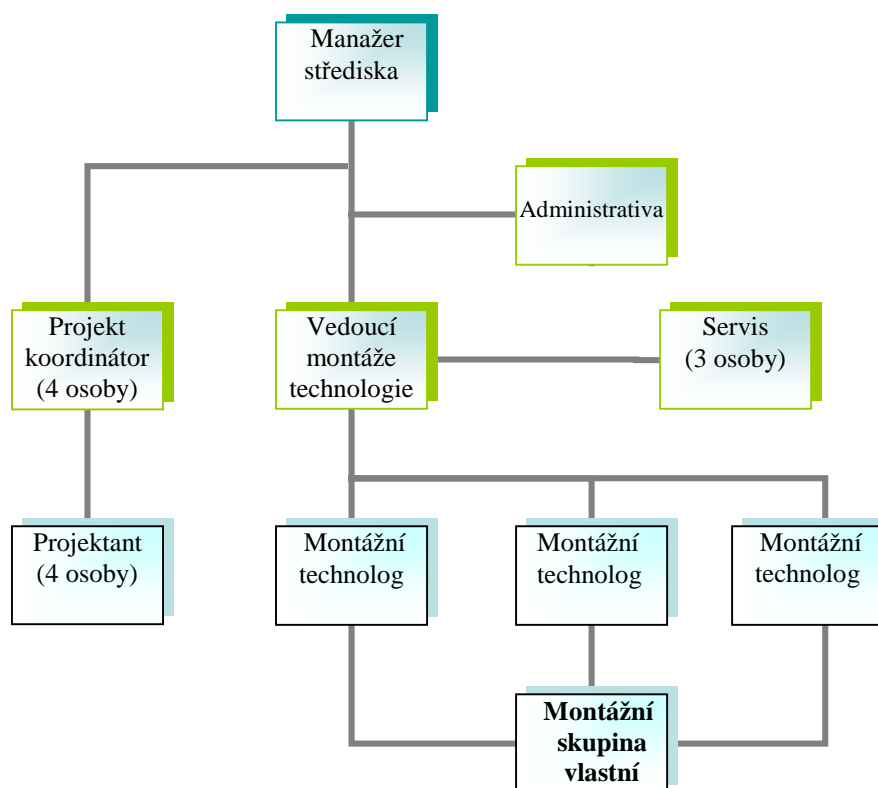 Manažer
střediska
Administrativa
Projekt
koordinátor
(4 osoby)
Vedoucí
montáže
technologie
Servis
(3 osoby)
Projektant
(4 osoby)
Montážní
technolog
Montážní
technolog
Montážní
technolog
Montážní
skupina
vlastní